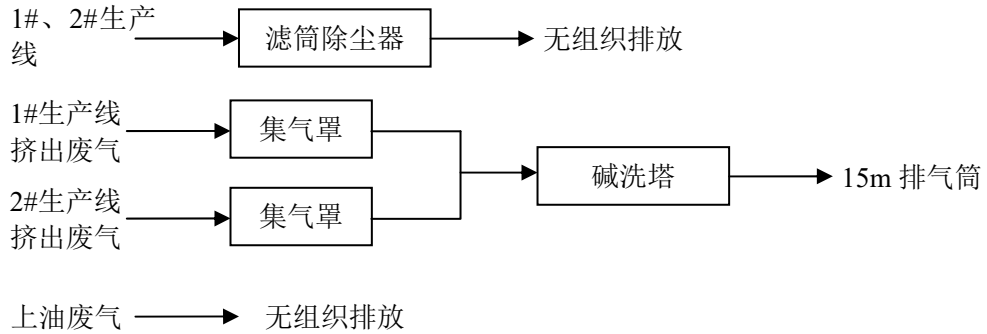 1#、2#生产
线
滤筒除尘器
无组织排放
1#生产线
挤出废气
集气罩
碱洗塔
15m 排气筒
2#生产线
挤出废气
集气罩
上油废气
无组织排放